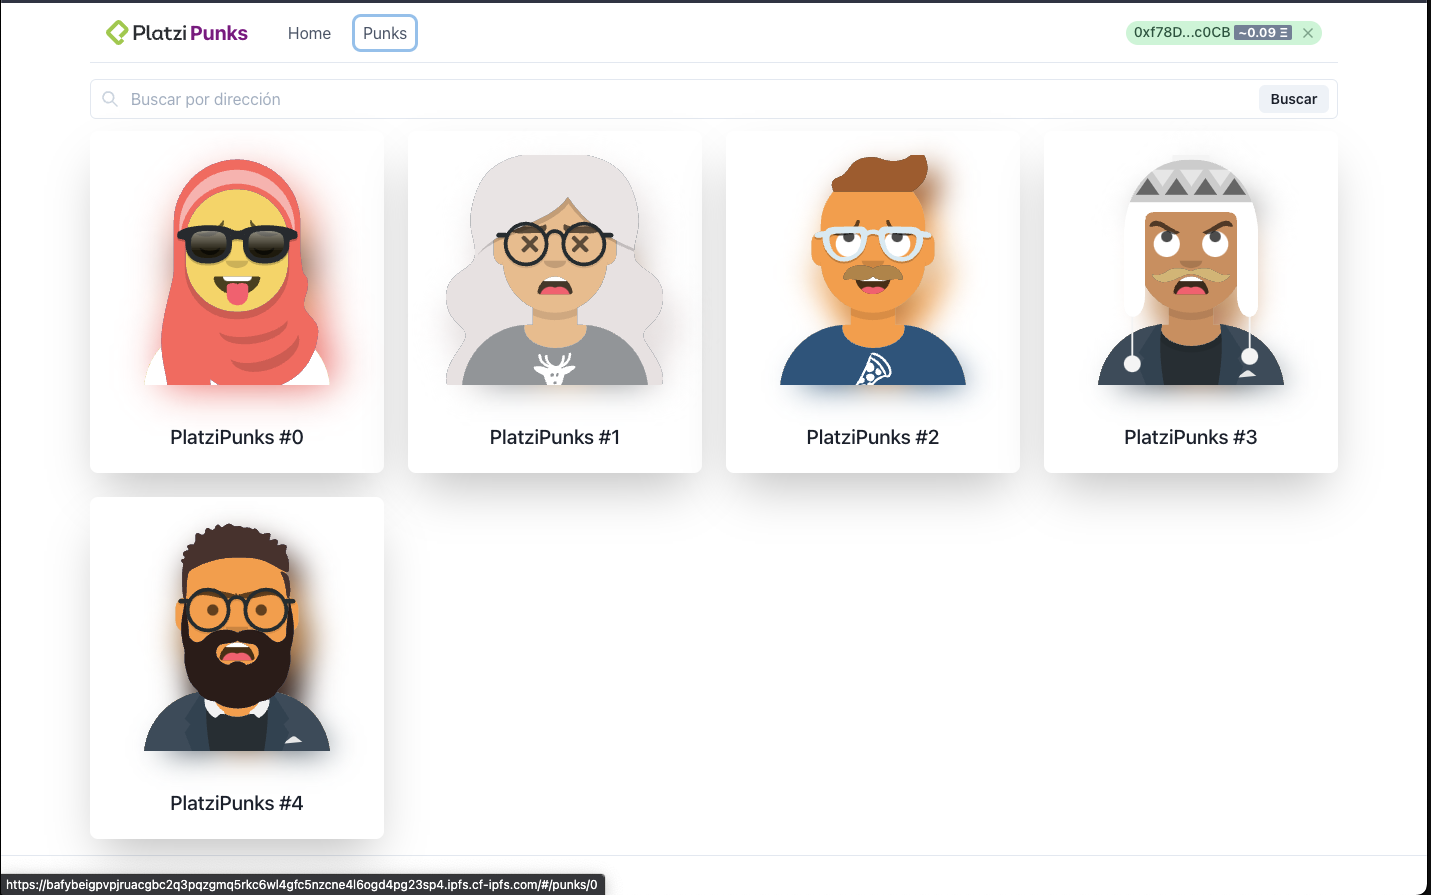 Platzi Punks Home Punks 0xf78D...c0CB ~0.09 Ξ
Buscar por dirección Buscar
PlatziPunks #0 PlatziPunks #1 PlatziPunks #2 PlatziPunks #3
PlatziPunks #4
https://bafybeigpvpjruacgbc2q3pqzgmq5rkc6wl4gfc5nzcne4l6ogd4pg23sp4.ipfs.cf-ipfs.com/#/punks/0